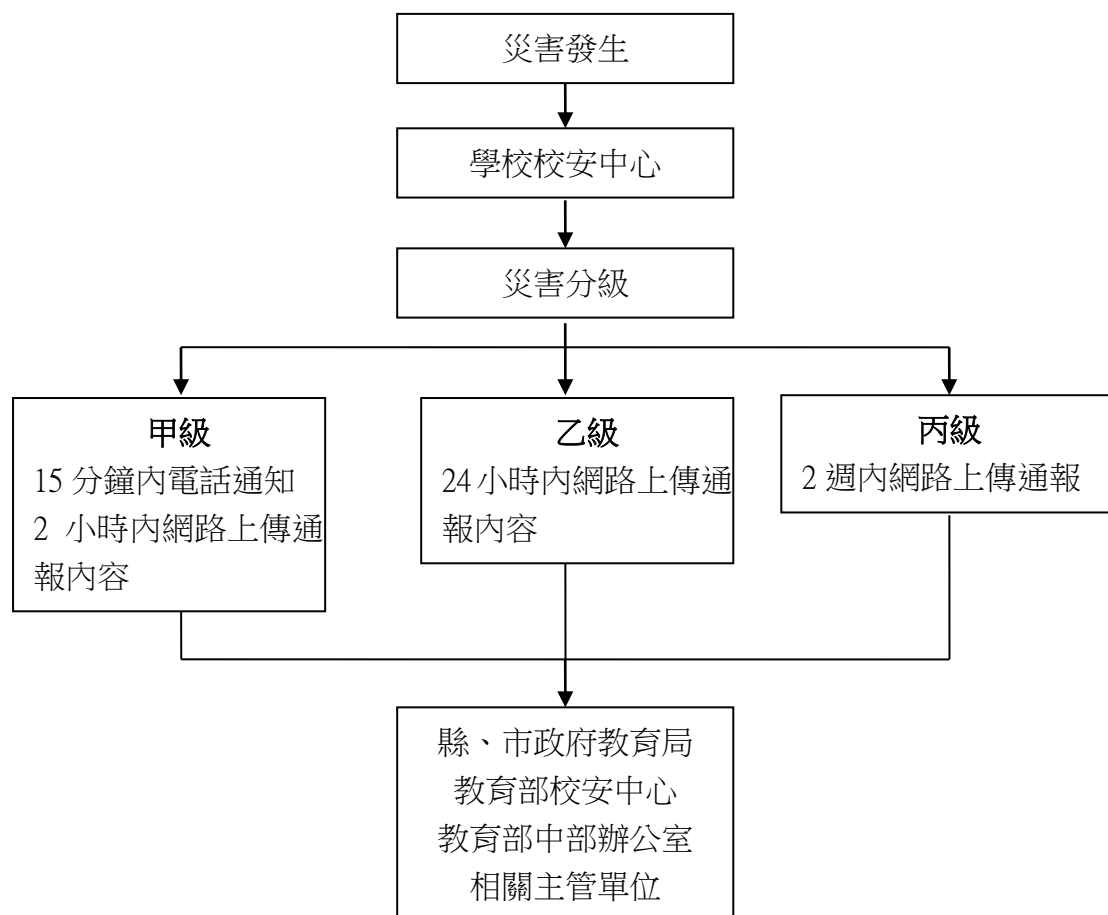 災害發生
學校校安中心
災害分級
甲級
15 分鐘內電話通知
2 小時內網路上傳通
報內容
乙級
24 小時內網路上傳通
報內容
丙級
2 週內網路上傳通報
縣、市政府教育局
教育部校安中心
教育部中部辦公室
相關主管單位